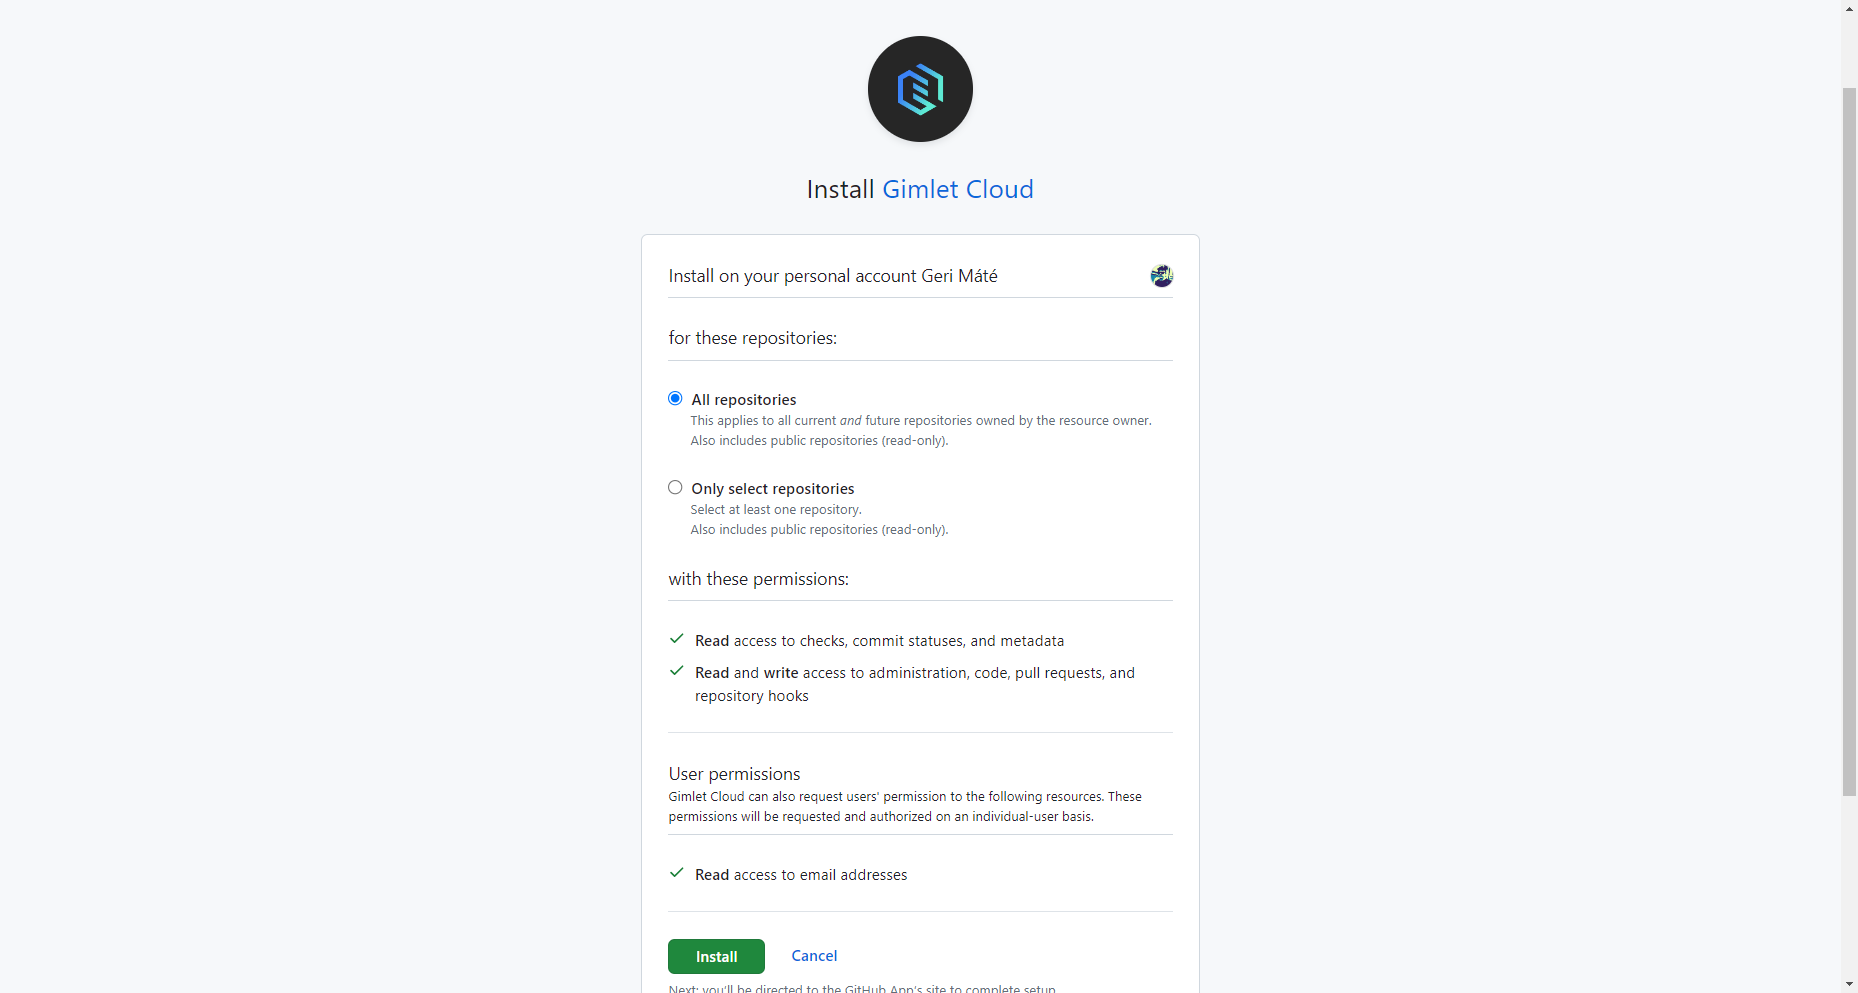 Install Gimlet Cloud
Install on your personal account Geri Máté
for these repositories:
All repositories
This applies to all current and future repositories owned by the resource owner.
Also includes public repositories (read-only).
Only select repositories
Select at least one repository.
Also includes public repositories (read-only).
with these permissions:
Read access to checks, commit statuses, and metadata
Read and write access to administration, code, pull requests, and
repository hooks
User permissions
Gimlet Cloud can also request users' permission to the following resources. These
permissions will be requested and authorized on an individual-user basis.
Read access to email addresses
Install
Cancel
Next: you'll be directed to the GitHub App's site to complete setup.